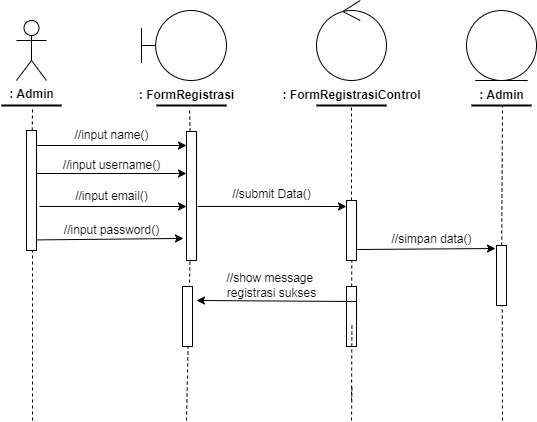 : Admin
: FormRegistrasi
: FormRegistrasiControl
: Admin
//input name()
//input username()
//input email()
//submit Data()
//input password()
//simpan data()
//show message
registrasi sukses